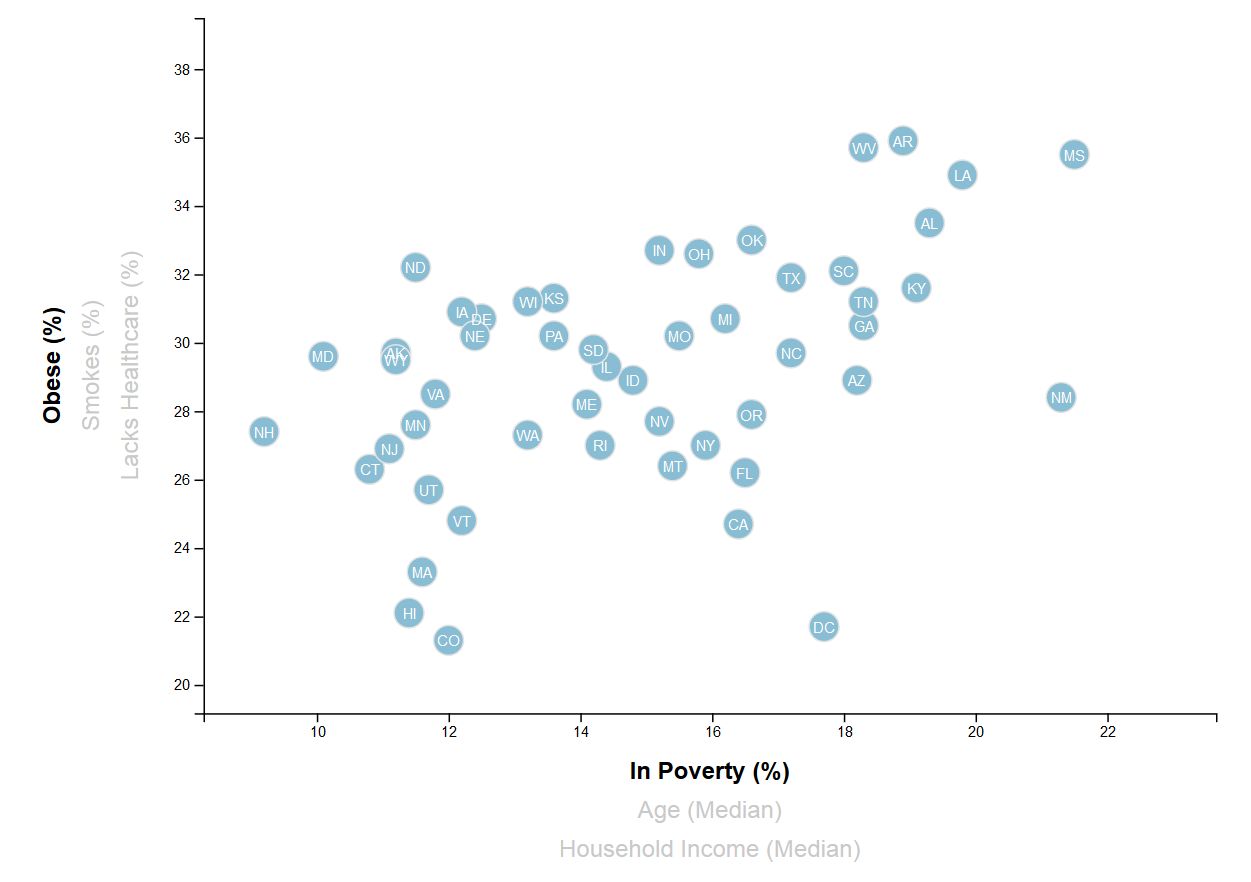 38
36
34
32
30
28
26
24
22
20
10
12
14
16
18
20
22
Obese (%)
Smokes (%)
Lacks Healthcare (%)
In Poverty (%)
Age (Median)
Household Income (Median)
WV
AR
MS
LA
AL
IN
OH
OK
ND
TX
SC
KY
IA
DE
WI
KS
TN
NE
PA
MO
MI
GA
MD
AK
WY
SD
IL
NC
ID
AZ
VA
ME
NM
NH
MN
WA
NV
OR
NJ
RI
NY
CT
MT
FL
UT
VT
CA
MA
HI
CO
DC